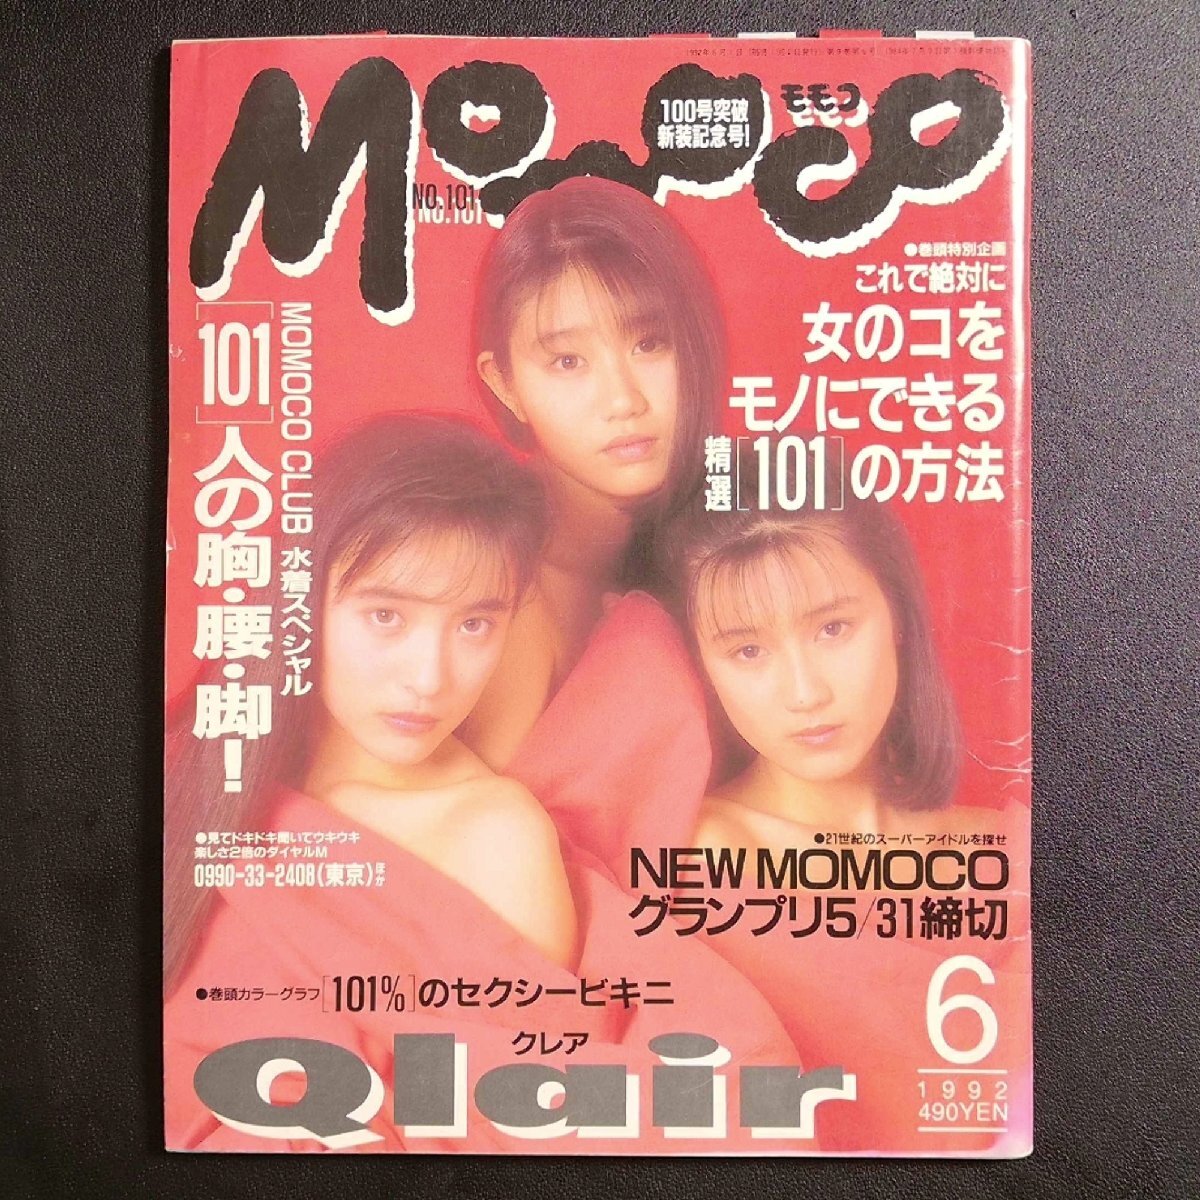 Momoco
モモコ
100号突破
新装記念号!
NO.101
●巻頭特別企画
これで絶対に
女のコを
モノにできる
精選[101]の方法
MOMOCO CLUB 水着スペシャル
[101]人の胸・腰・脚!
●見てドキドキ聞いてウキウキ
楽しさ2倍のダイヤルM
0990-33-2408(東京)ほか
●21世紀のスーパーアイドルを探せ
NEW MOMOCO
グランプリ5/31締切
●巻頭カラーグラフ[101%]のセクシービキニ
クレア
Qlair
6
1992
490YEN